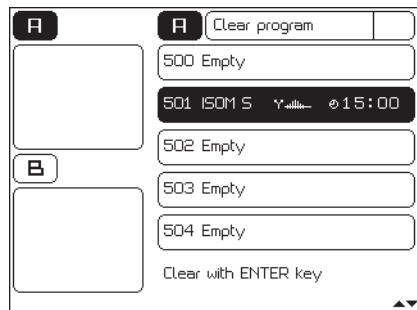 A
A Clear program
500 Empty
501 ISOM S 15:00
502 Empty
B
503 Empty
504 Empty
Clear with ENTER key